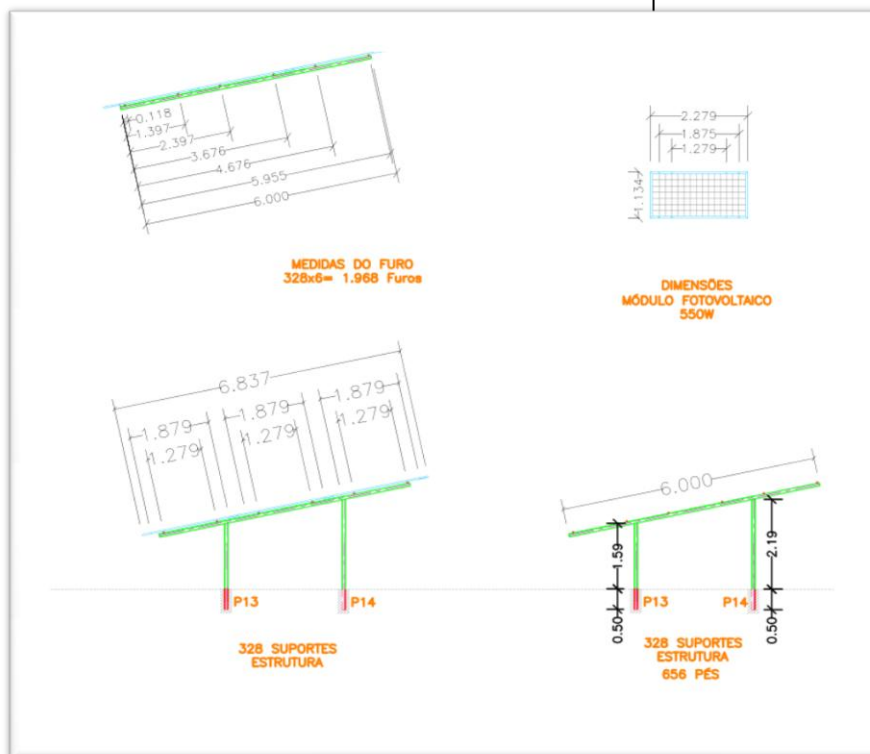 0.118
1.397
2.397
3.676
4.676
5.955
6.000
MEDIDAS DO FURO
328x6= 1.968 Furos
2.279
1.875
1.279
1.134
DIMENSÕES
MÓDULO FOTOVOLTAICO
550W
6.837
1.879
1.879
1.879
1.279
1.279
1.279
P13
P14
328 SUPORTES
ESTRUTURA
6.000
1.59
2.19
0.50
0.50
P13
P14
328 SUPORTES
ESTRUTURA
656 PÉS